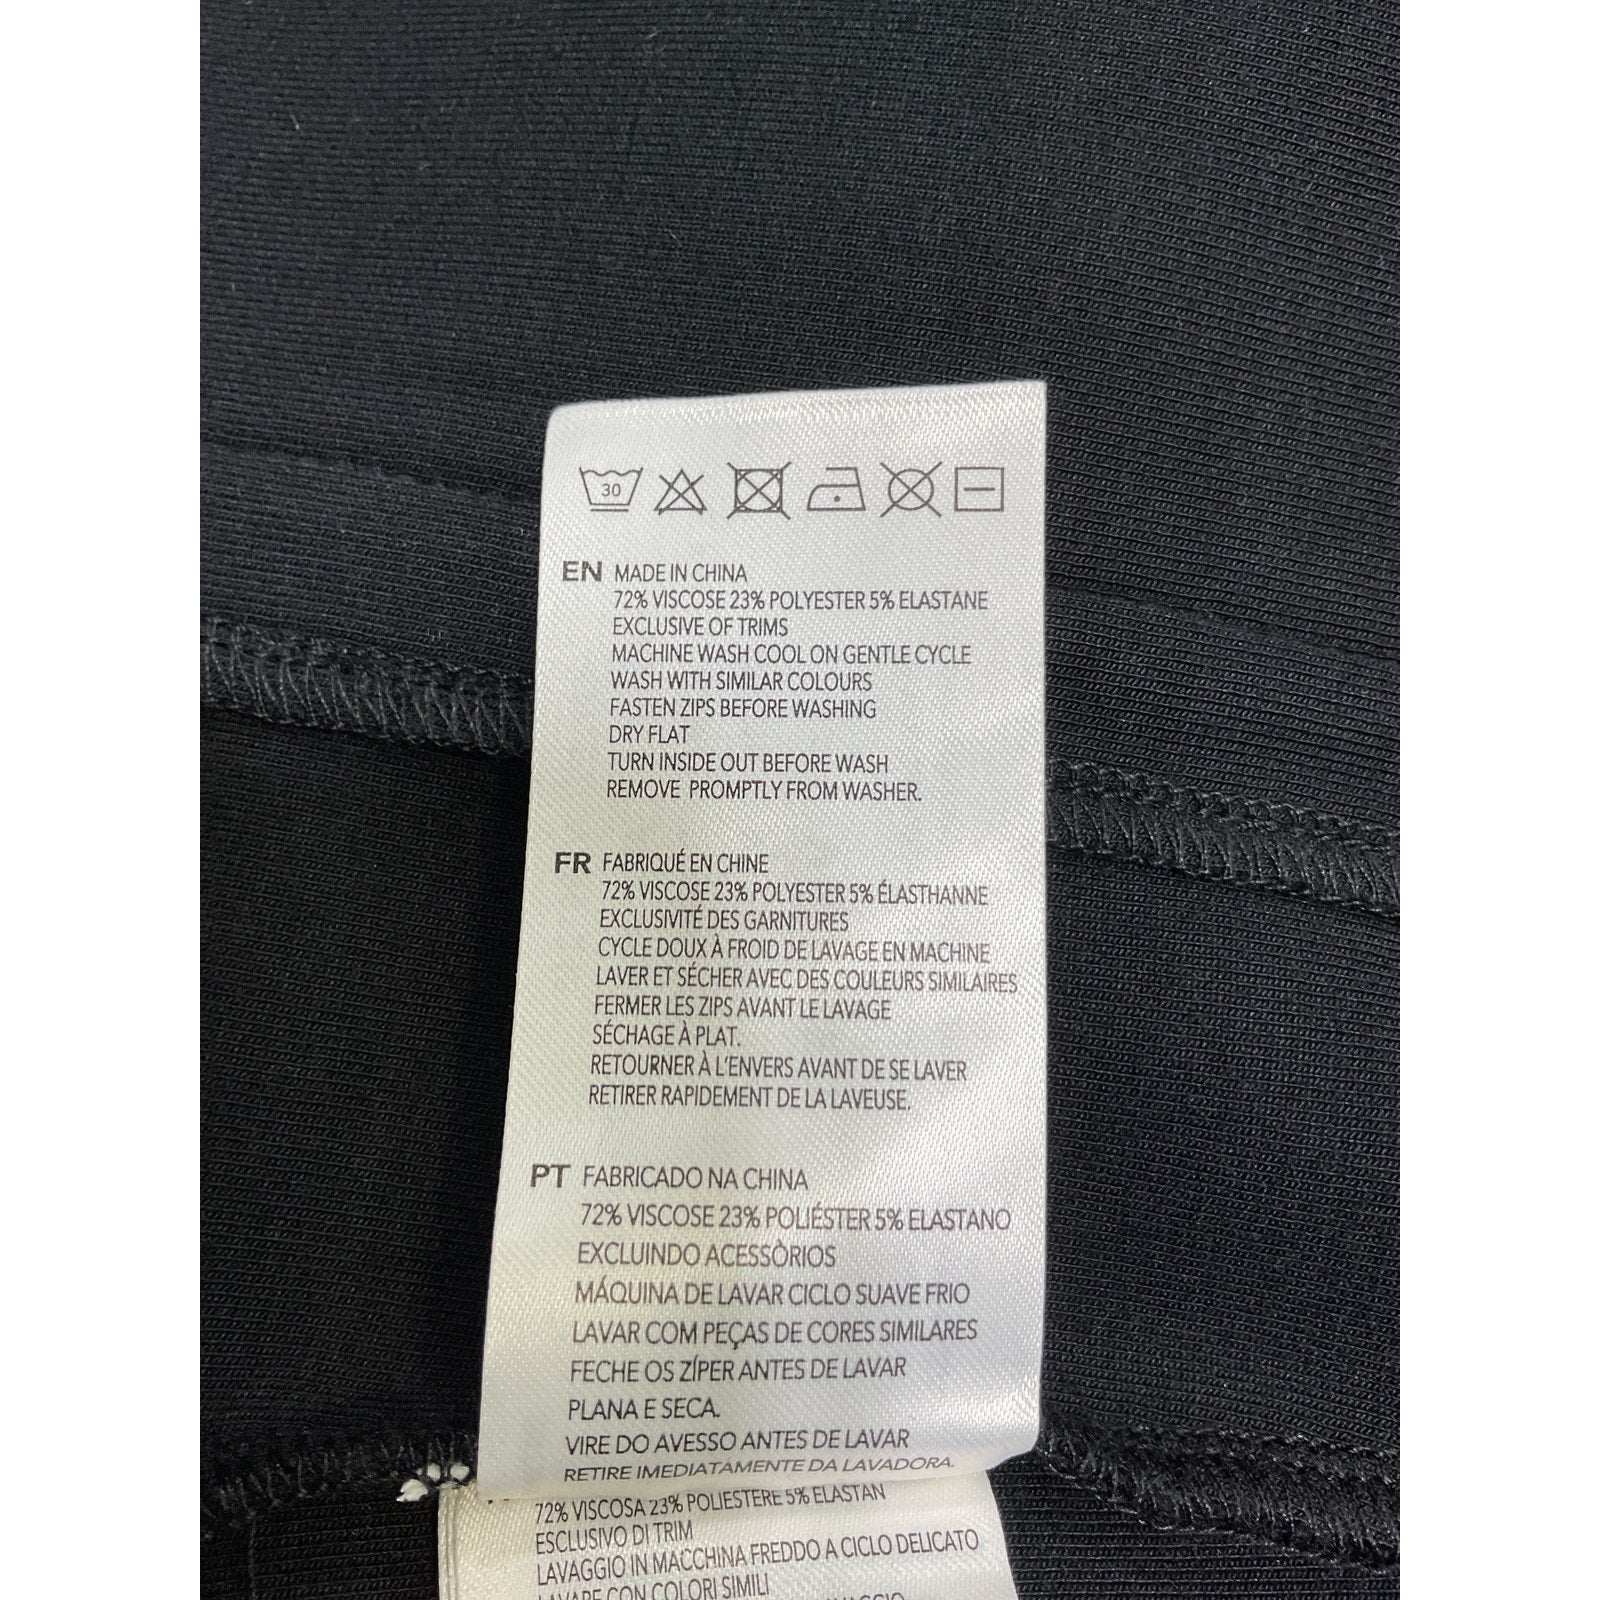 30
EN MADE IN CHINA
72% VISCOSE 23% POLYESTER 5% ELASTANE
EXCLUSIVE OF TRIMS
MACHINE WASH COOL ON GENTLE CYCLE
WASH WITH SIMILAR COLOURS
FASTEN ZIPS BEFORE WASHING
DRY FLAT
TURN INSIDE OUT BEFORE WASH
REMOVE PROMPTLY FROM WASHER.
FR FABRIQUÉ EN CHINE
72% VISCOSE 23% POLYESTER 5% ÉLASTHANNE
EXCLUSIVITÉ DES GARNITURES
CYCLE DOUX À FROID DE LAVAGE EN MACHINE
LAVER ET SÉCHER AVEC DES COULEURS SIMILAIRES
FERMER LES ZIPS AVANT LE LAVAGE
SÉCHAGE À PLAT.
RETOURNER À L'ENVERS AVANT DE SE LAVER
RETIRER RAPIDEMENT DE LA LAVEUSE.
PT FABRICADO NA CHINA
72% VISCOSE 23% POLIÉSTER 5% ELASTANO
EXCLUINDO ACESSÒRIOS
MÁQUINA DE LAVAR CICLO SUAVE FRIO
LAVAR COM PEÇAS DE CORES SIMILARES
FECHE OS ZÍPER ANTES DE LAVAR
PLANA E SECA.
VIRE DO AVESSO ANTES DE LAVAR
RETIRE IMEDIATAMENTE DA LAVADORA.
72% VISCOSA 23% POLIESTERE 5% ELASTAN
ESCLUSIVO DI TRIM
LAVAGGIO IN MACCHINA FREDDO A CICLO DELICATO
LAVARE CON COLORI SIMILI